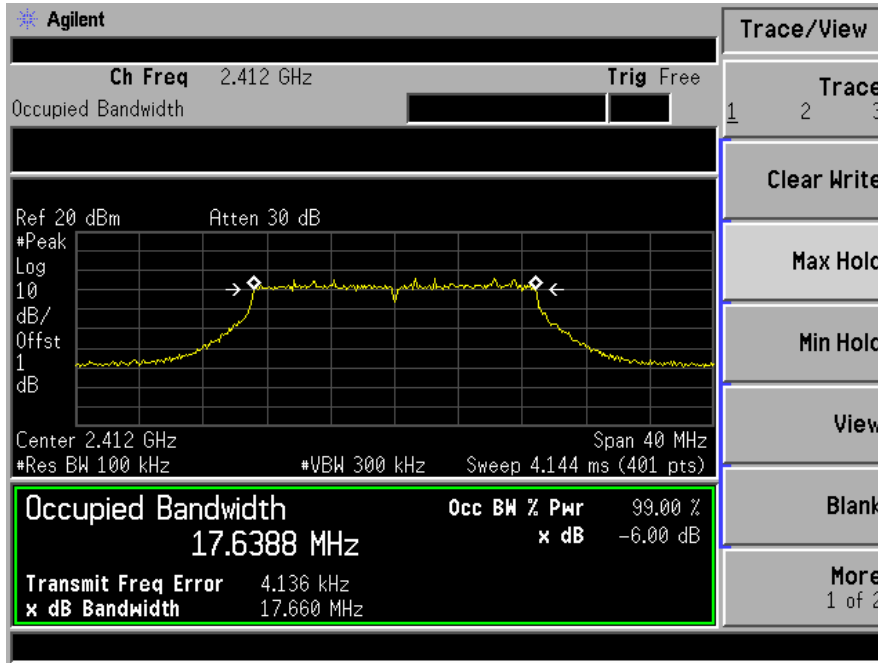 Agilent
Trace/View
Ch Freq 2.412 GHz Trig Free
Occupied Bandwidth
Trace
1 2 3
Clear Write
Max Hold
Min Hold
View
Blank
More
1 of 2
Ref 20 dBm Atten 30 dB
#Peak
Log
10
dB/
Offst
1
dB
Center 2.412 GHz Span 40 MHz
#Res BW 100 kHz #VBW 300 kHz Sweep 4.144 ms (401 pts)
Occupied Bandwidth Occ BW % Pwr 99.00 %
17.6388 MHz x dB -6.00 dB
Transmit Freq Error 4.136 kHz
x dB Bandwidth 17.660 MHz